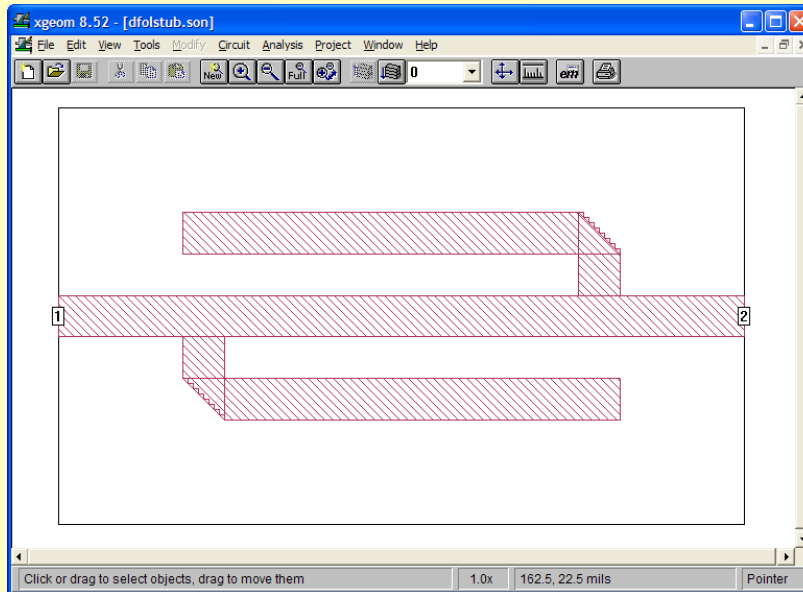 xgeom 8.52 - [dfolstub.son]
File Edit View Tools Modify Circuit Analysis Project Window Help
New Full 0 em
1 2
Click or drag to select objects, drag to move them 1.0x 162.5, 22.5 mils Pointer